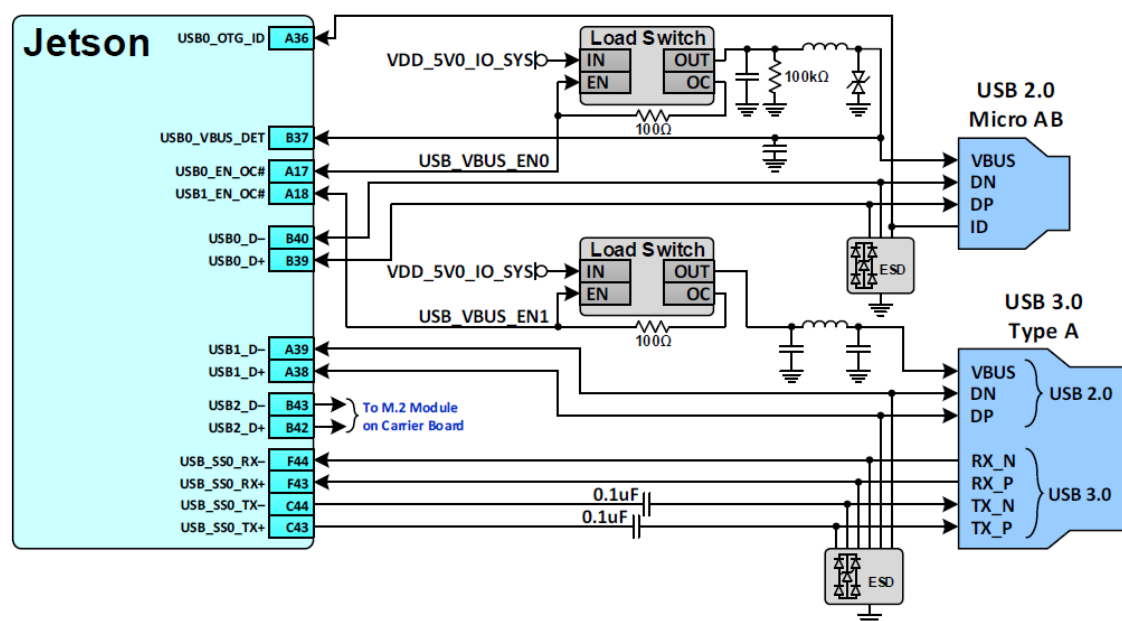 Jetson
USB0_OTG_ID A36
USB0_VBUS_DET B37
USB0_EN_OC# A17
USB1_EN_OC# A18
USB0_D– B40
USB0_D+ B39
USB1_D– A39
USB1_D+ A38
USB2_D– B43
USB2_D+ B42
USB_SS0_RX– F44
USB_SS0_RX+ F43
USB_SS0_TX– C44
USB_SS0_TX+ C43
To M.2 Module
on Carrier Board
VDD_5V0_IO_SYS
Load Switch
IN OUT
EN OC
100Ω
100kΩ
USB_VBUS_EN0
VDD_5V0_IO_SYS
Load Switch
IN OUT
EN OC
100Ω
USB_VBUS_EN1
0.1uF
0.1uF
ESD
ESD
USB 2.0
Micro AB
VBUS
DN
DP
ID
USB 3.0
Type A
VBUS
DN
DP
USB 2.0
RX_N
RX_P
TX_N
TX_P
USB 3.0